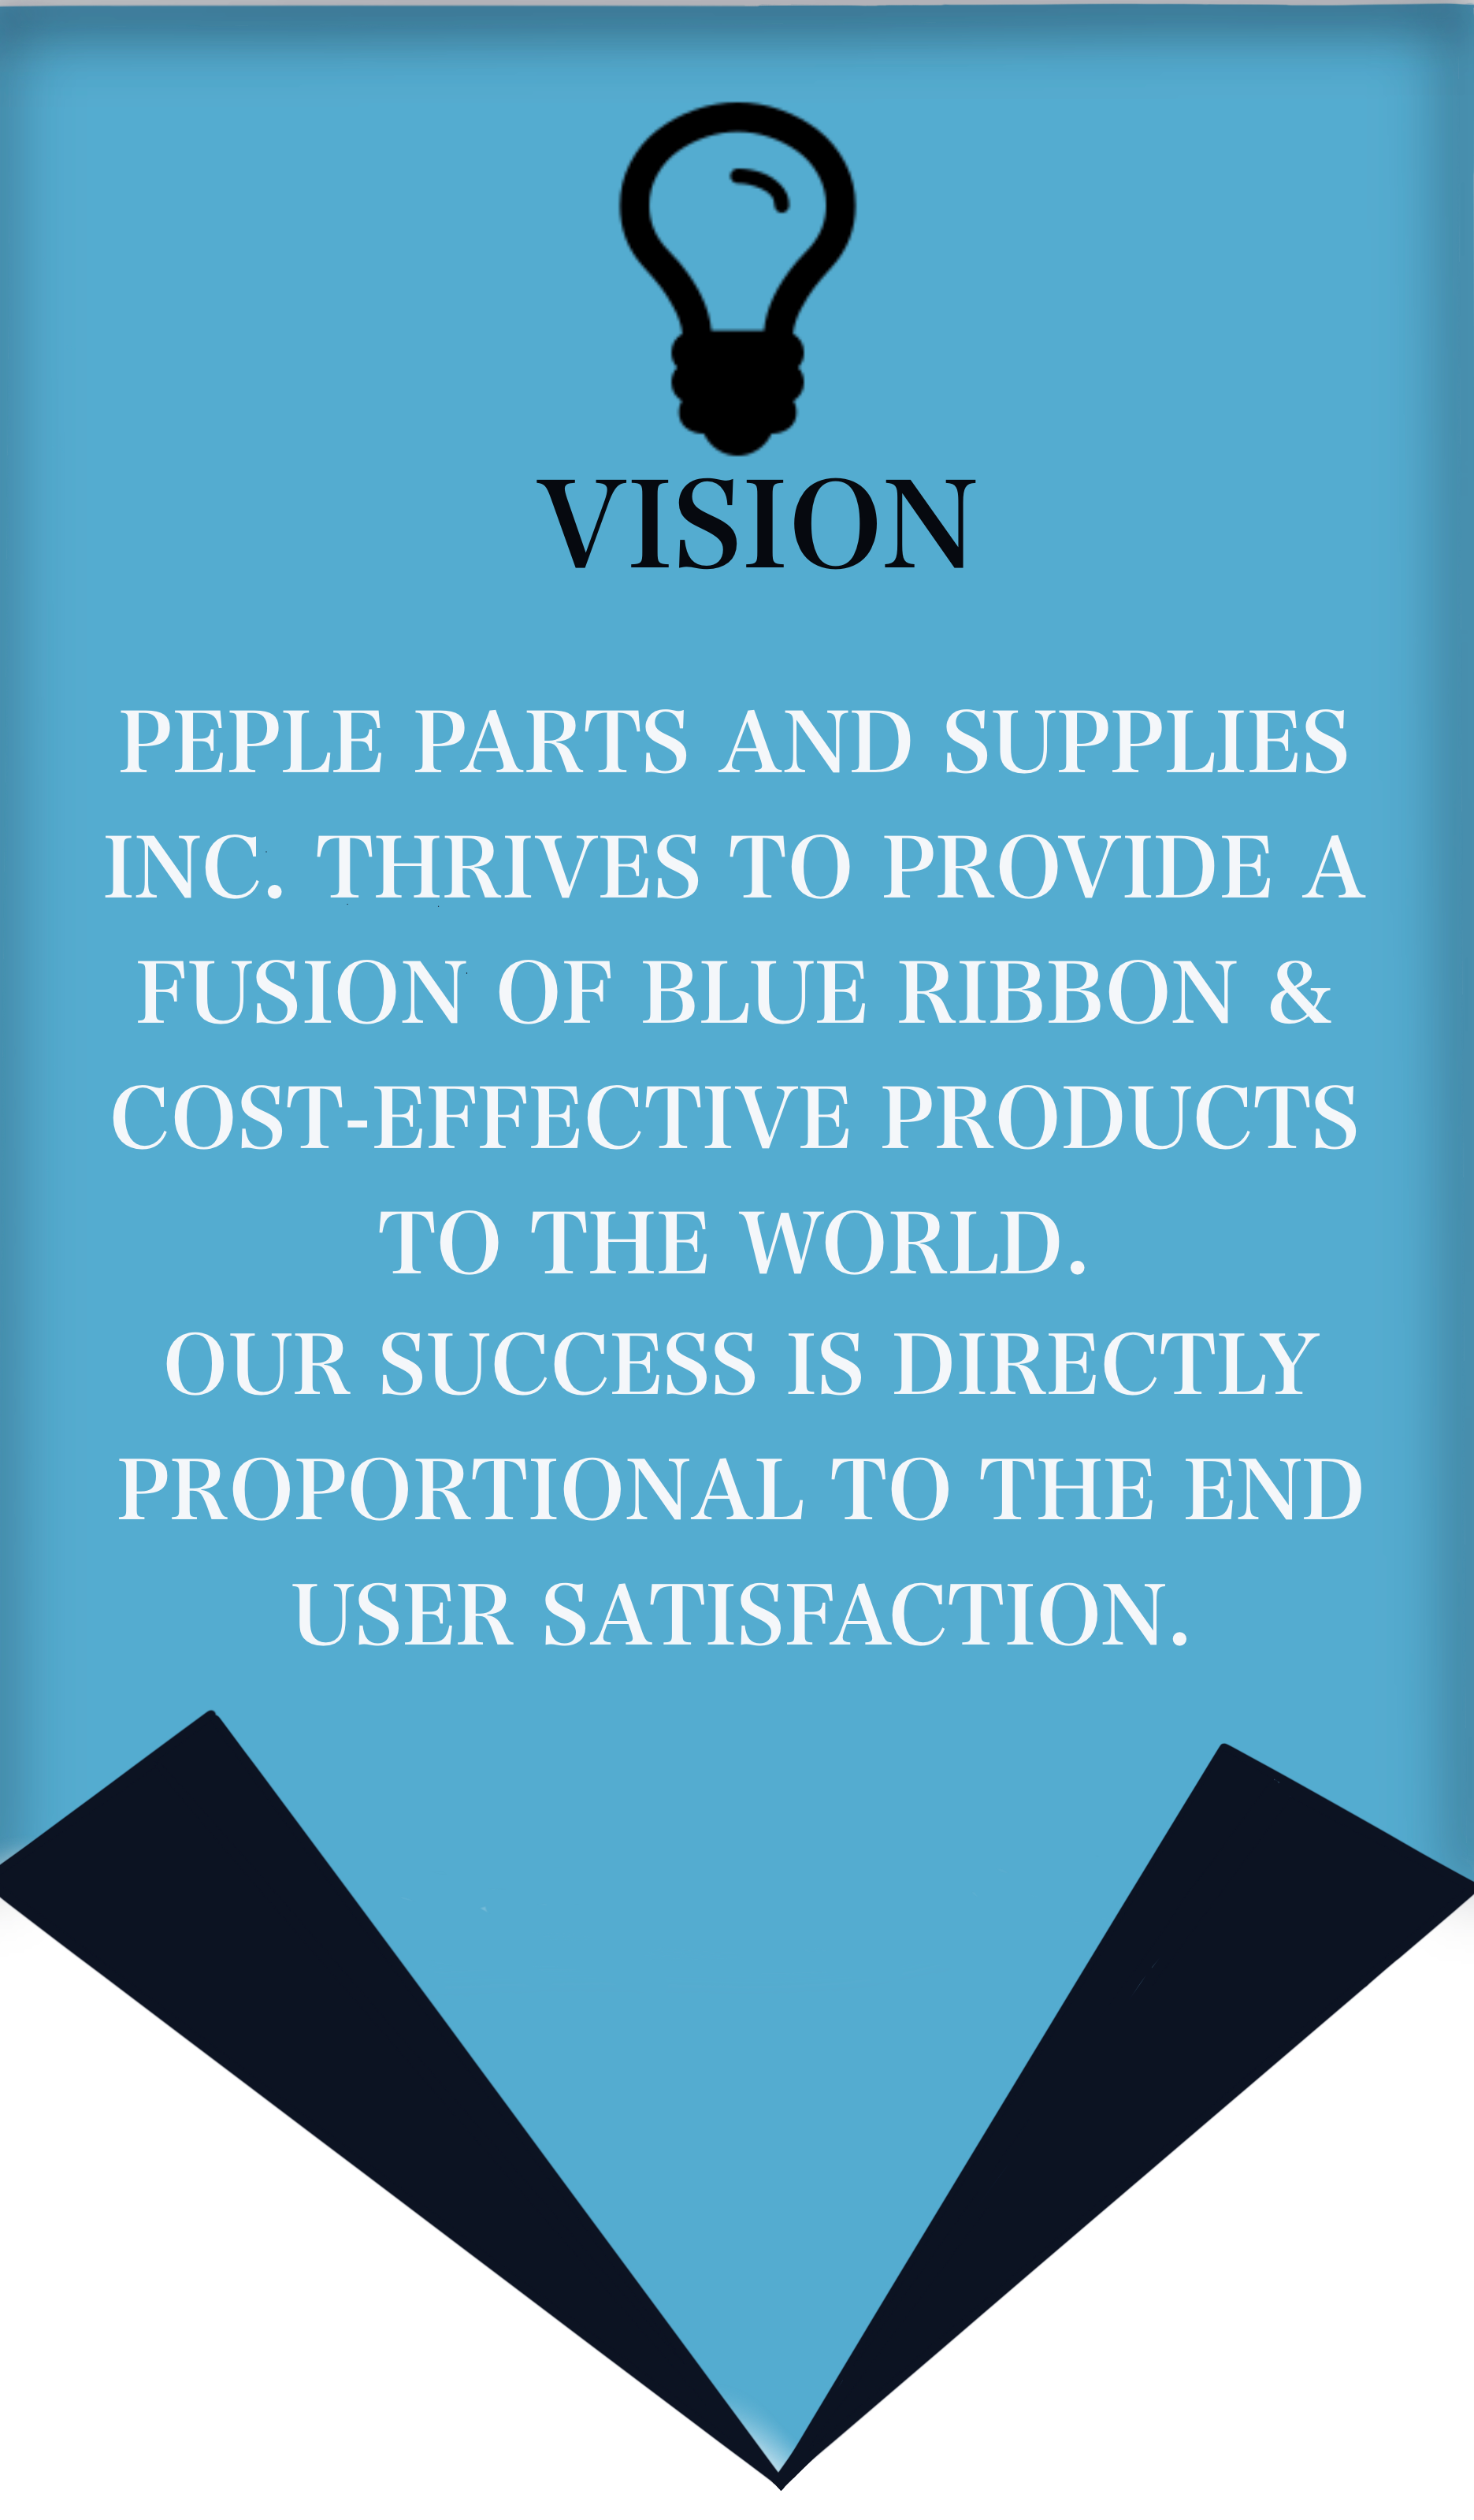 VISION
PEPLE PARTS AND SUPPLIES
INC. THRIVES TO PROVIDE A
FUSION OF BLUE RIBBON &
COST-EFFECTIVE PRODUCTS
TO THE WORLD.
OUR SUCCESS IS DIRECTLY
PROPORTIONAL TO THE END
USER SATISFACTION.